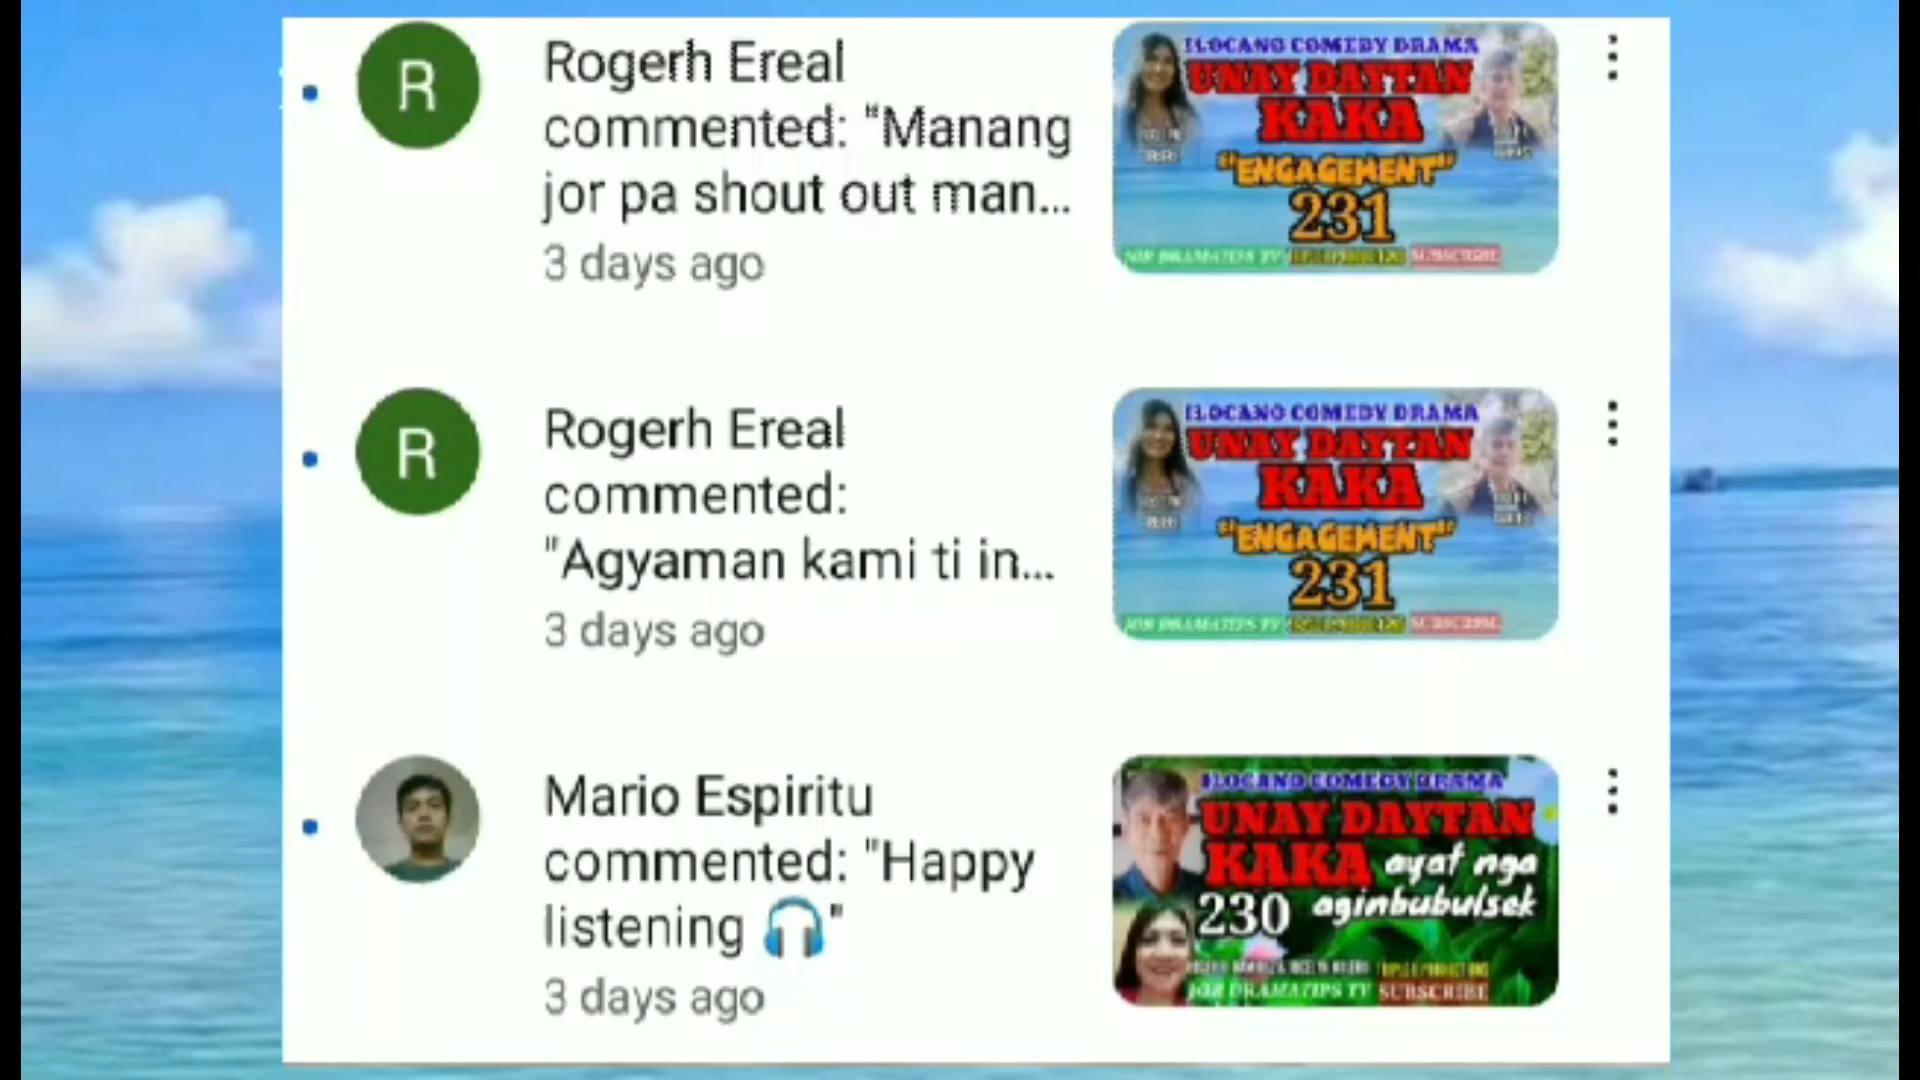 R
Rogerh Ereal
commented: "Manang
jor pa shout out man...
3 days ago
ILOCANO COMEDY DRAMA
UNAY DAYTAN
KAKA
"ENGAGEMENT"
231
JOR DRAMATIPS TV
SUBSCRIBE
R
Rogerh Ereal
commented:
"Agyaman kami ti in...
3 days ago
ILOCANO COMEDY DRAMA
UNAY DAYTAN
KAKA
"ENGAGEMENT"
231
JOR DRAMATIPS TV
SUBSCRIBE
Mario Espiritu
commented: "Happy
listening 🎧"
3 days ago
ILOCANO COMEDY DRAMA
UNAY DAYTAN
KAKA ayat nga
230 aginbubulsek
JOR DRAMATIPS TV SUBSCRIBE